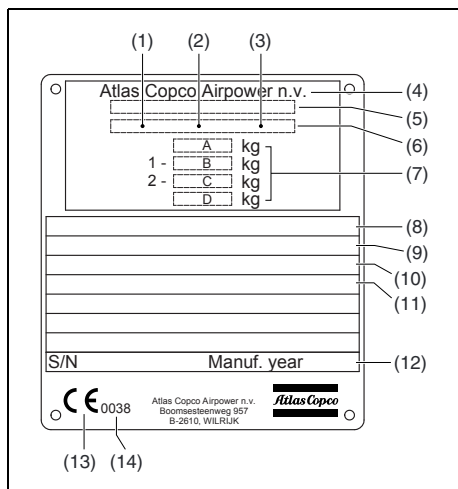 (1) (2) (3)
Atlas Copco Airpower n.v. (4)
(5)
(6)
A kg
1 - B kg
(7)
2 - C kg
D kg
(8)
(9)
(10)
(11)
S/N Manuf. year (12)
CE 0038
Atlas Copco Airpower n.v.
Boomsesteenweg 957
B-2610, WILRIJK
Atlas Copco
(13) (14)